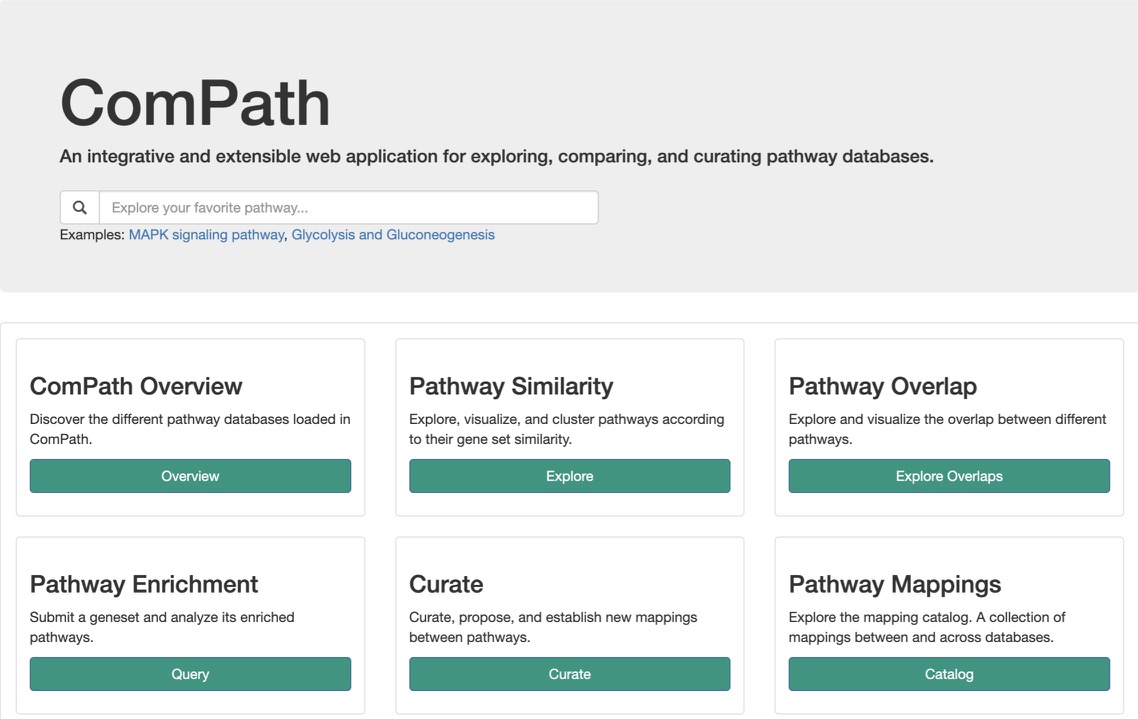 ComPath
An integrative and extensible web application for exploring, comparing, and curating pathway databases.
Explore your favorite pathway...
Examples: MAPK signaling pathway, Glycolysis and Gluconeogenesis
ComPath Overview
Discover the different pathway databases loaded in
ComPath.
Overview
Pathway Similarity
Explore, visualize, and cluster pathways according
to their gene set similarity.
Explore
Pathway Overlap
Explore and visualize the overlap between different
pathways.
Explore Overlaps
Pathway Enrichment
Submit a geneset and analyze its enriched
pathways.
Query
Curate
Curate, propose, and establish new mappings
between pathways.
Curate
Pathway Mappings
Explore the mapping catalog. A collection of
mappings between and across databases.
Catalog